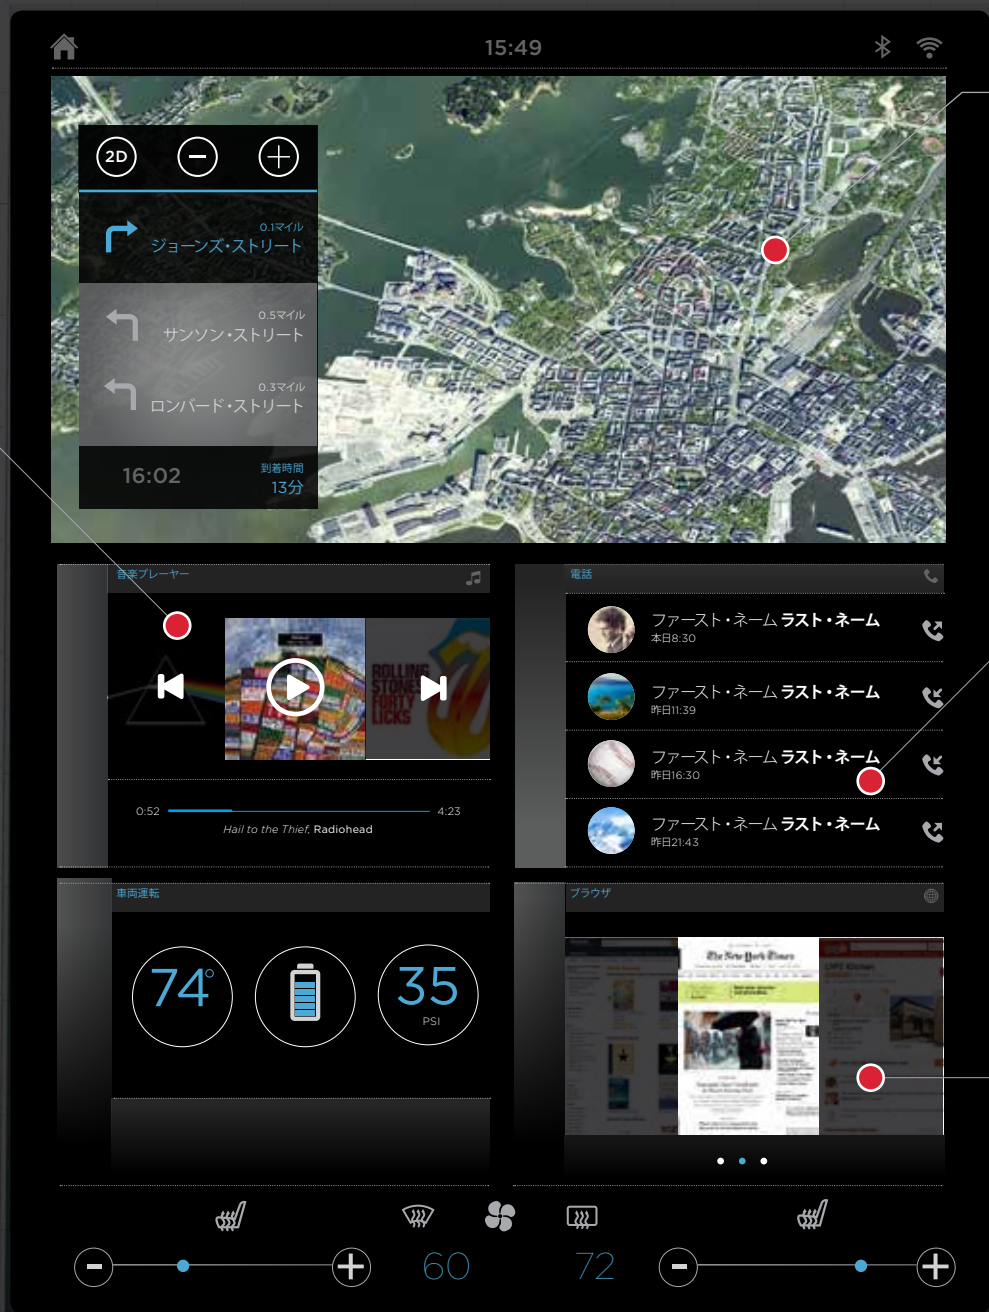 15:49
2D
0.1マイル
ジョーンズ・ストリート
0.5マイル
サンソン・ストリート
0.3マイル
ロンバード・ストリート
16:02
到着時間
13分
音楽プレーヤー
ROLLING
STONES
FORTY
LICKS
0:52
4:23
Hail to the Thief, Radiohead
電話
ファースト・ネーム ラスト・ネーム
本日8:30
ファースト・ネーム ラスト・ネーム
昨日11:39
ファースト・ネーム ラスト・ネーム
昨日16:30
ファースト・ネーム ラスト・ネーム
昨日21:43
車両運転
74°
35
PSI
ブラウザ
The New York Times
60
72